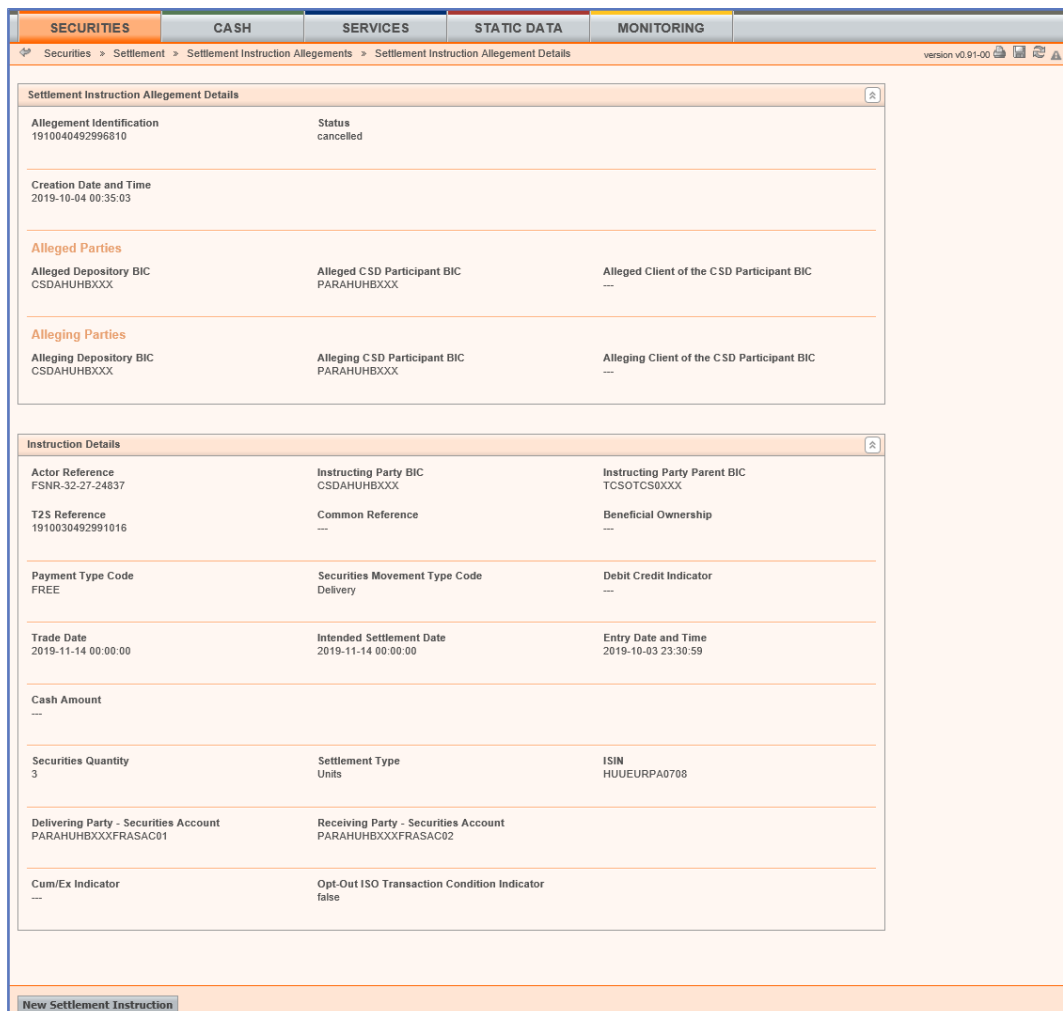 SECURITIES CASH SERVICES STATIC DATA MONITORING
Securities » Settlement » Settlement Instruction Allegements » Settlement Instruction Allegement Details version v0.91-00
Settlement Instruction Allegement Details
Allegement Identification Status
1910040492996810 cancelled
Creation Date and Time
2019-10-04 00:35:03
Alleged Parties
Alleged Depository BIC Alleged CSD Participant BIC Alleged Client of the CSD Participant BIC
CSDAHUHBXXX PARAHUHBXXX ---
Alleging Parties
Alleging Depository BIC Alleging CSD Participant BIC Alleging Client of the CSD Participant BIC
CSDAHUHBXXX PARAHUHBXXX ---
Instruction Details
Actor Reference Instructing Party BIC Instructing Party Parent BIC
FSNR-32-27-24837 CSDAHUHBXXX TCSOTCS0XXX
T2S Reference Common Reference Beneficial Ownership
1910030492991016 --- ---
Payment Type Code Securities Movement Type Code Debit Credit Indicator
FREE Delivery ---
Trade Date Intended Settlement Date Entry Date and Time
2019-11-14 00:00:00 2019-11-14 00:00:00 2019-10-03 23:30:59
Cash Amount
---
Securities Quantity Settlement Type ISIN
3 Units HUUEURPA0708
Delivering Party - Securities Account Receiving Party - Securities Account
PARAHUHBXXXFRASAC01 PARAHUHBXXXFRASAC02
Cum/Ex Indicator Opt-Out ISO Transaction Condition Indicator
--- false
New Settlement Instruction